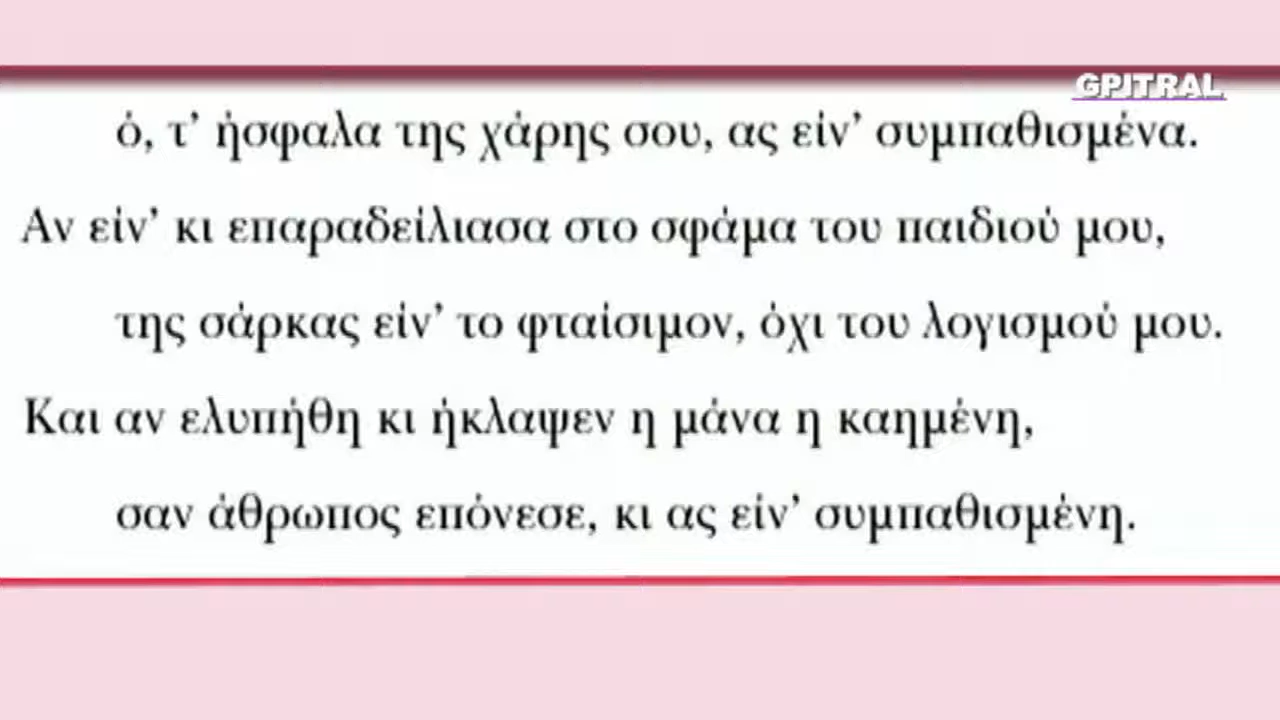 GPJTRAL
ό, τ’ ήσφαλα της χάρης σου, ας είν’ συμπαθισμένα.
Αν είν’ κι επαραδείλιασα στο σφάμα του παιδιού μου,
της σάρκας είν’ το φταίσιμον, όχι του λογισμού μου.
Και αν ελυπήθη κι ήκλαψεν η μάνα η καημένη,
σαν άθρωπος επόνεσε, κι ας είν’ συμπαθισμένη.